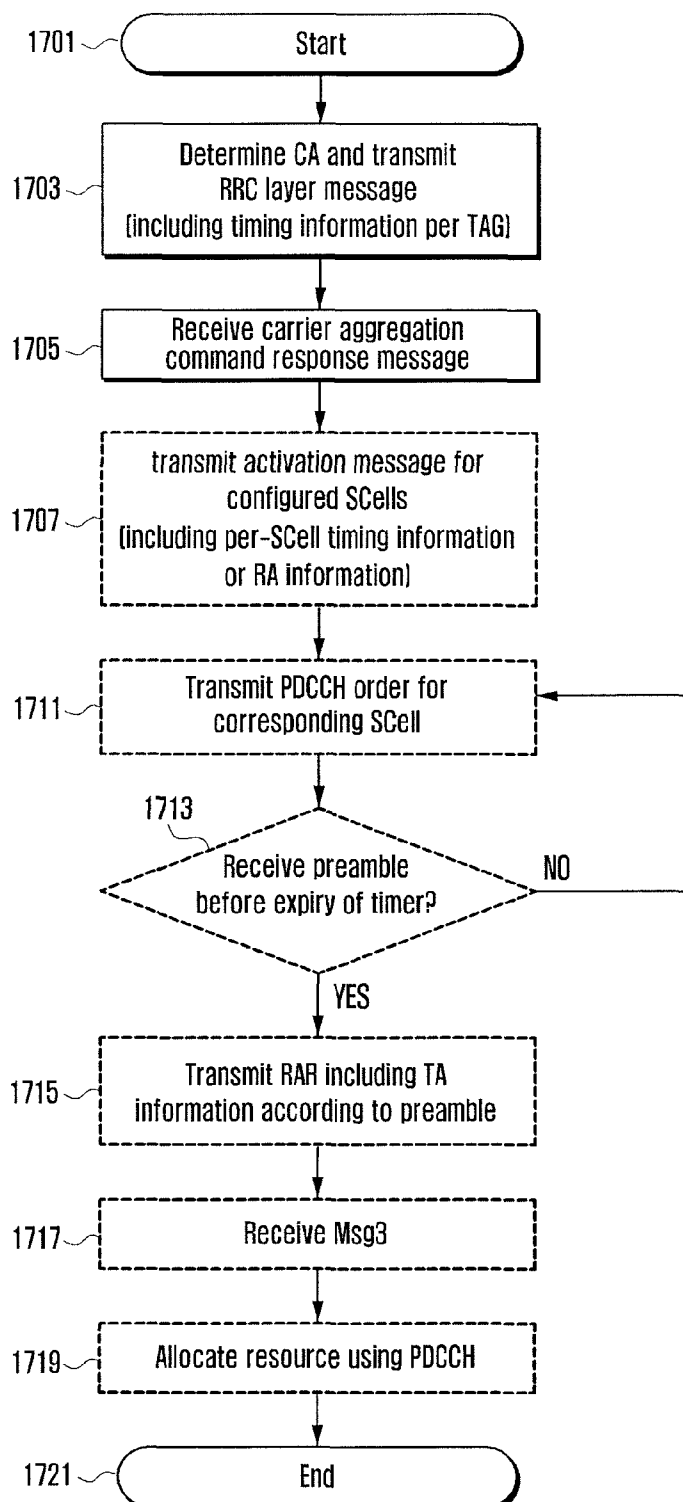 1701
Start
1703
Determine CA and transmit
RRC layer message
(including timing information per TAG)
1705
Receive carrier aggregation
command response message
1707
transmit activation message for
configured SCells
(including per-SCell timing information
or RA information)
1711
Transmit PDCCH order for
corresponding SCell
1713
Receive preamble
before expiry of timer?
NO
YES
1715
Transmit RAR including TA
information according to preamble
1717
Receive Msg3
1719
Allocate resource using PDCCH
1721
End